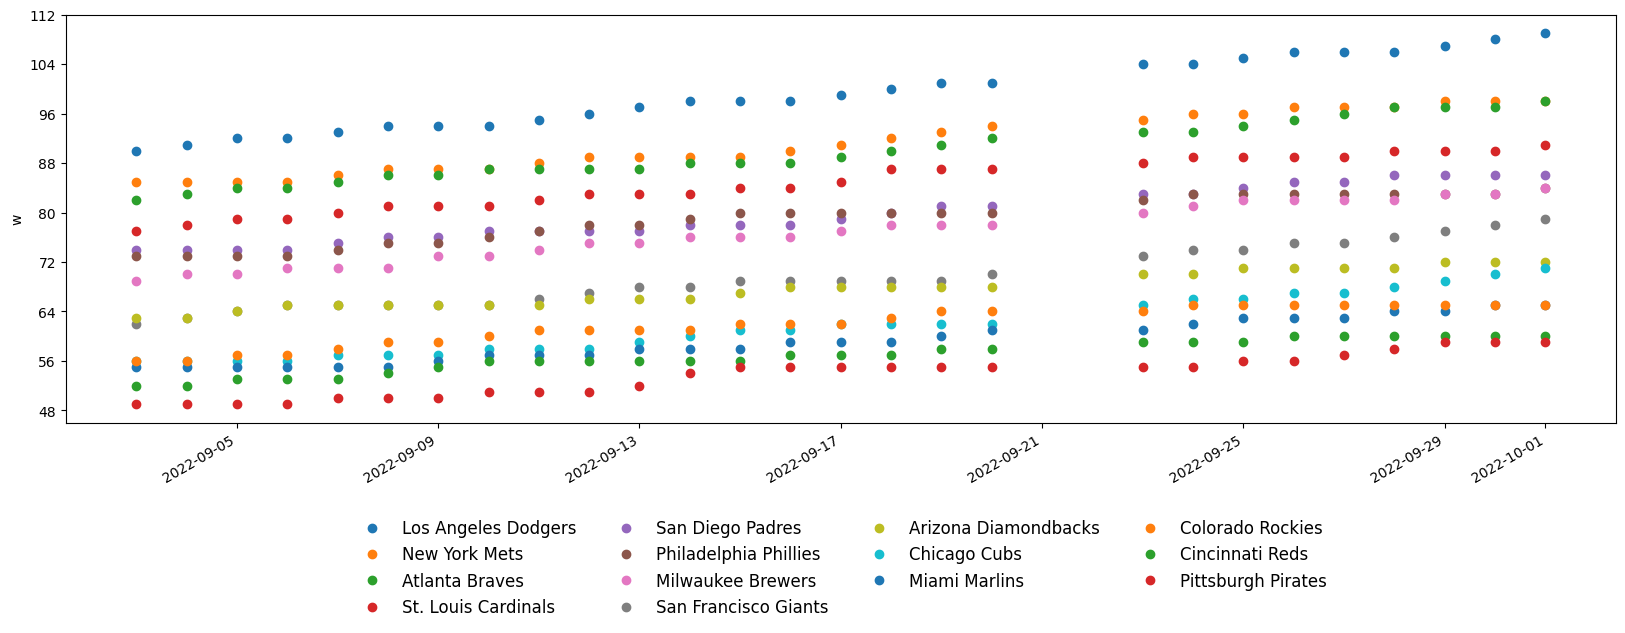 112
104
96
88
80
72
64
56
48
w
2022-09-05
2022-09-09
2022-09-13
2022-09-17
2022-09-21
2022-09-25
2022-09-29
2022-10-01
Los Angeles Dodgers
New York Mets
Atlanta Braves
St. Louis Cardinals
San Diego Padres
Philadelphia Phillies
Milwaukee Brewers
San Francisco Giants
Arizona Diamondbacks
Chicago Cubs
Miami Marlins
Colorado Rockies
Cincinnati Reds
Pittsburgh Pirates